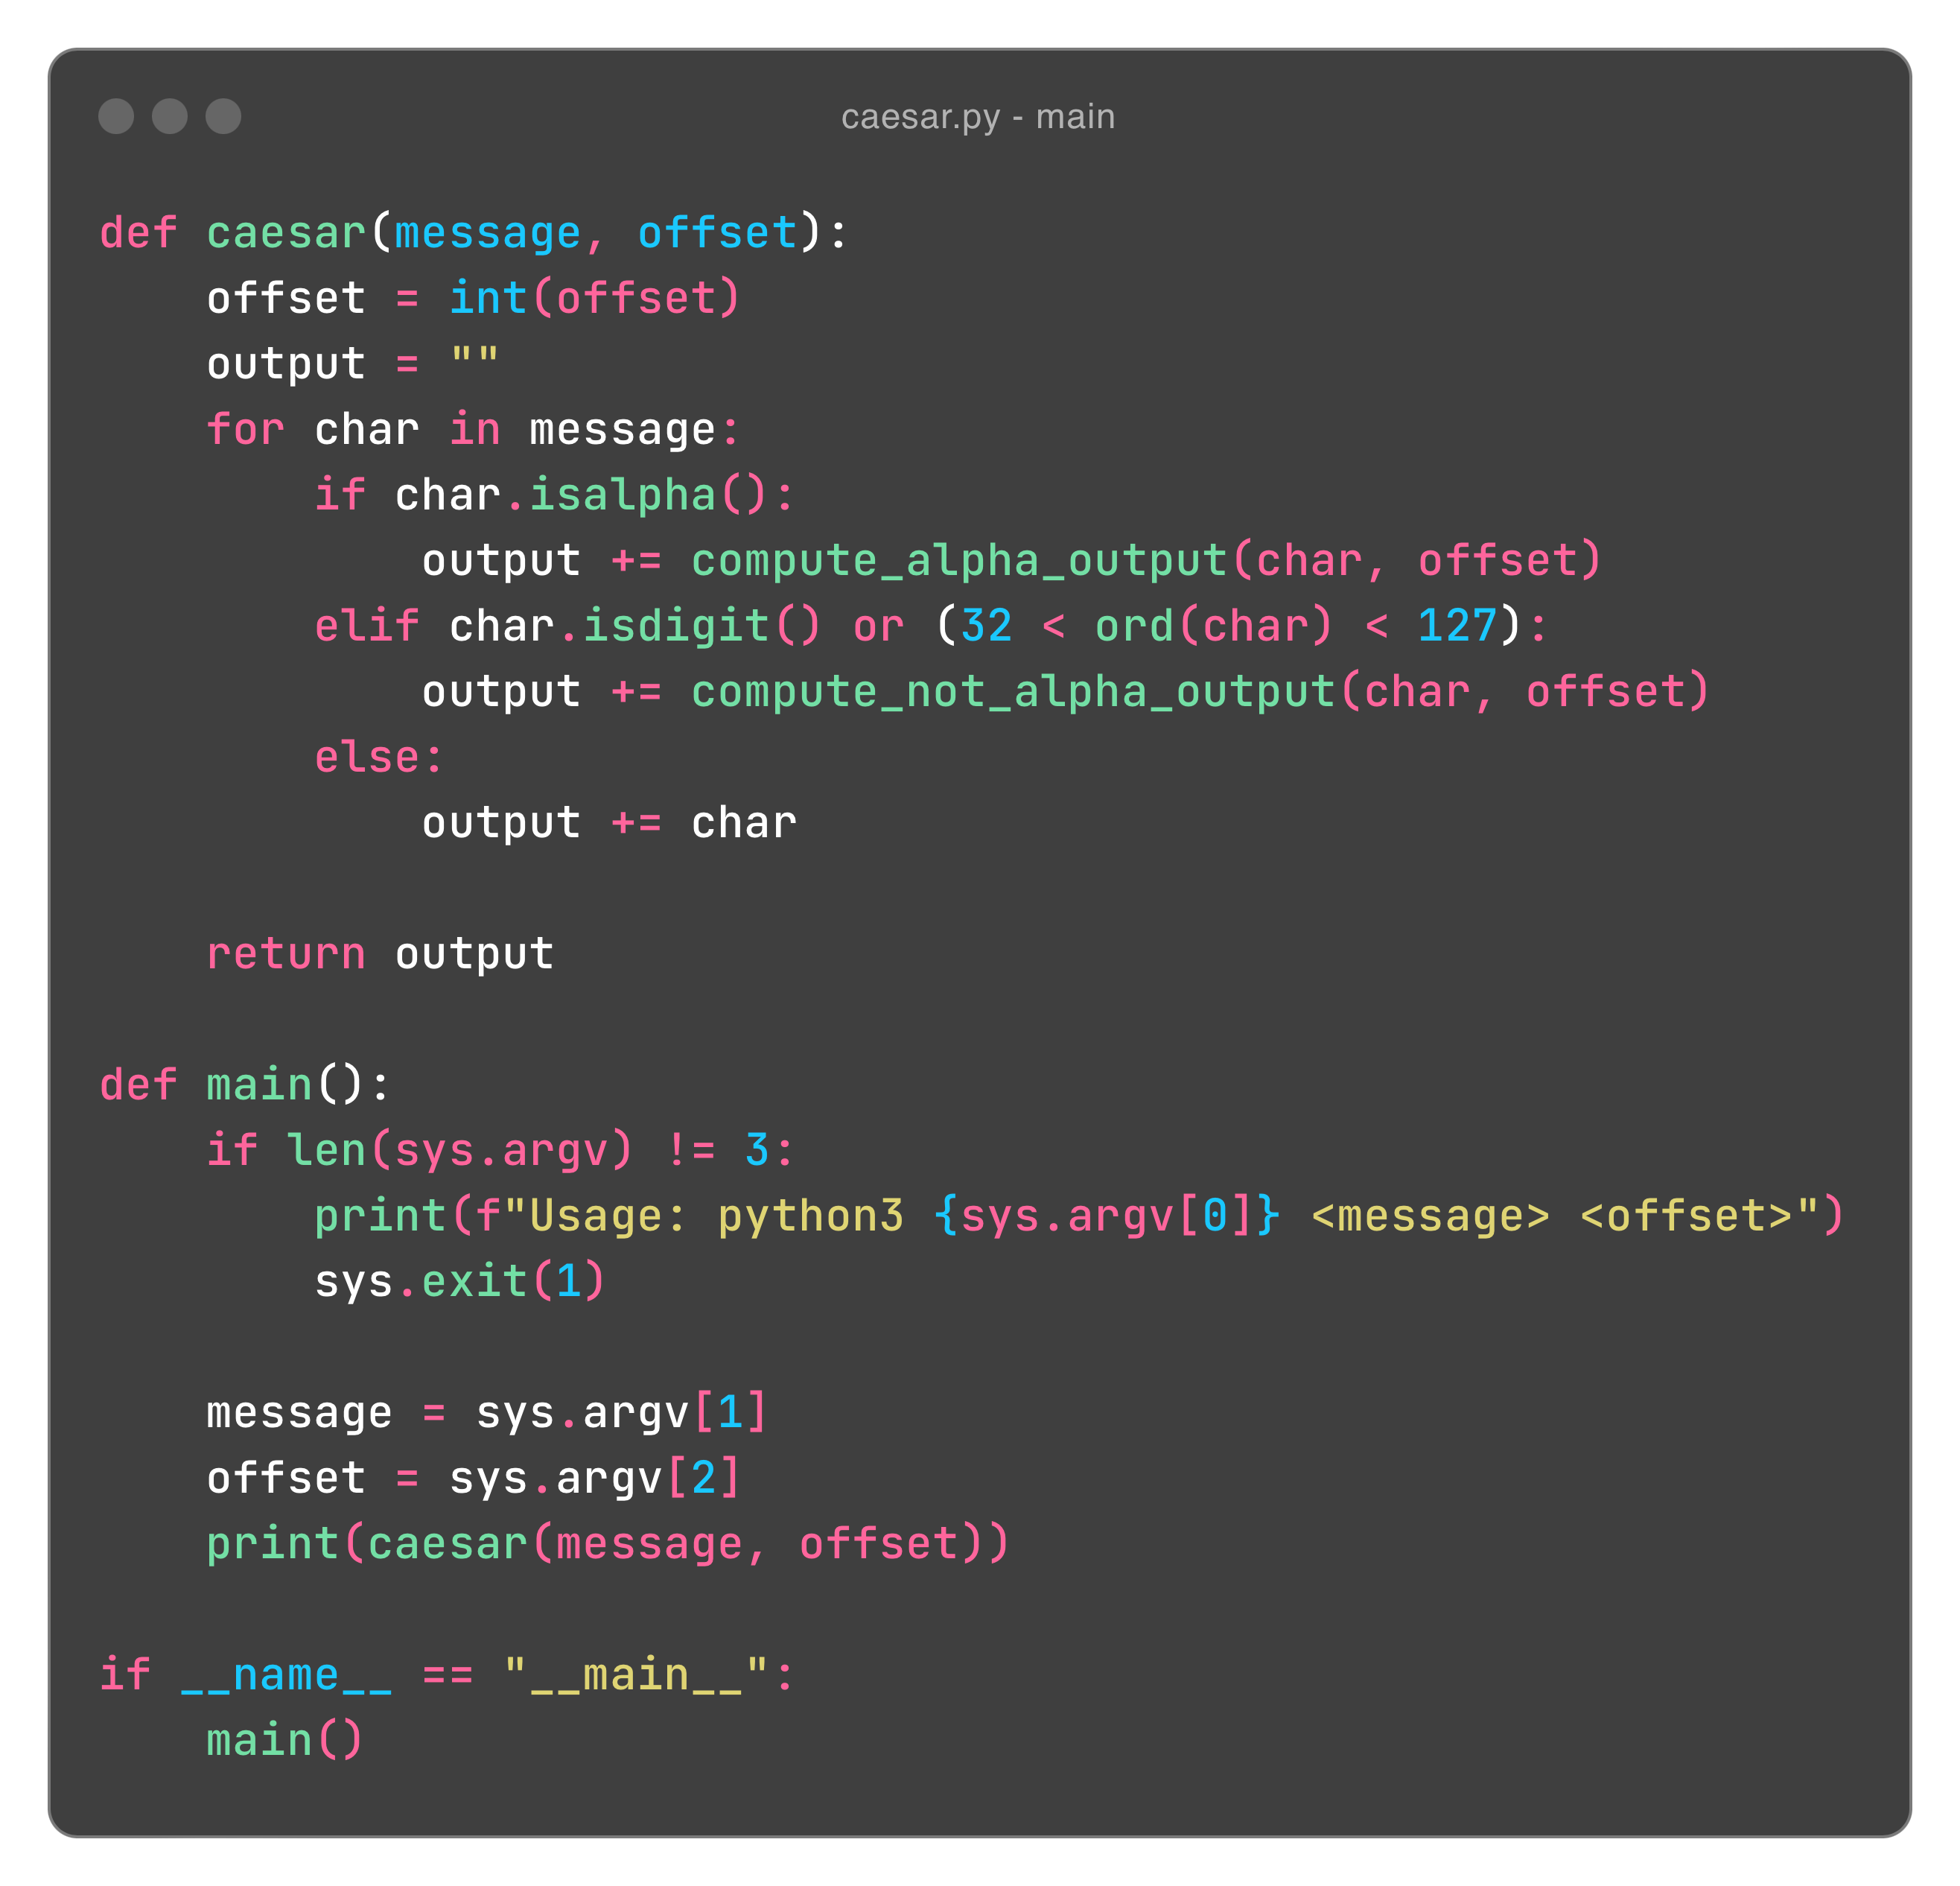 caesar.py - main
def caesar(message, offset):
    offset = int(offset)
    output = ""
    for char in message:
        if char.isalpha():
            output += compute_alpha_output(char, offset)
        elif char.isdigit() or (32 < ord(char) < 127):
            output += compute_not_alpha_output(char, offset)
        else:
            output += char

    return output

def main():
    if len(sys.argv) != 3:
        print(f"Usage: python3 {sys.argv[0]} <message> <offset>")
        sys.exit(1)

    message = sys.argv[1]
    offset = sys.argv[2]
    print(caesar(message, offset))

if __name__ == "__main__":
    main()